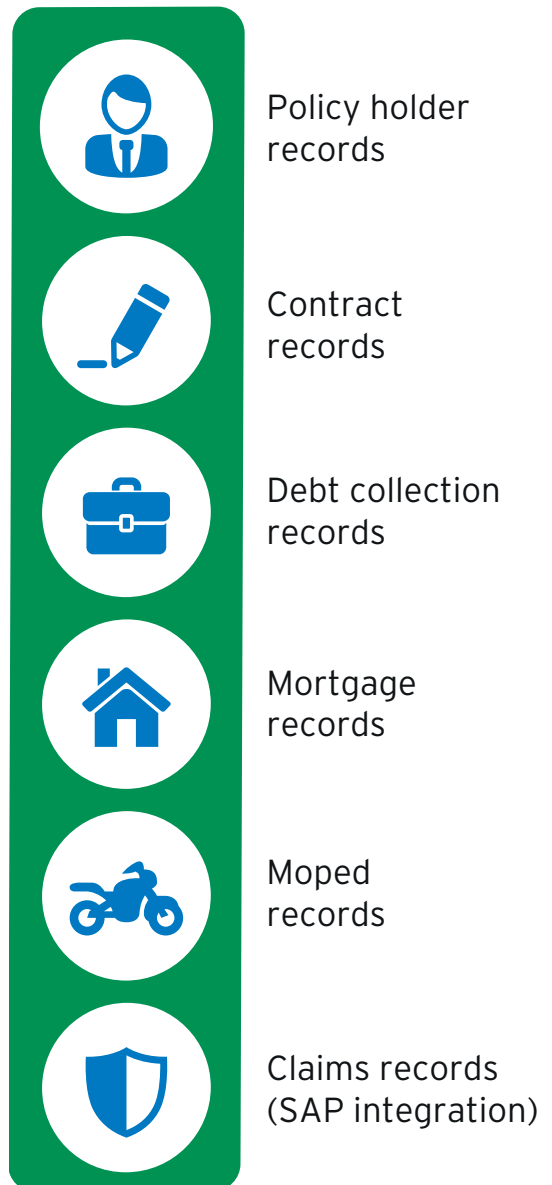 Policy holder
records
Contract
records
Debt collection
records
Mortgage
records
Moped
records
Claims records
(SAP integration)